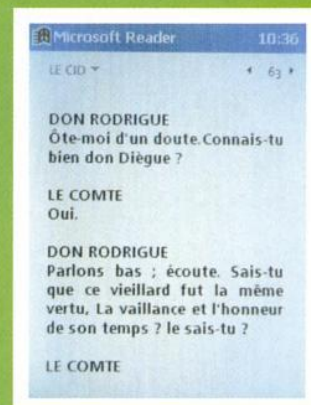 Microsoft Reader 10:36
LE CID 63
DON RODRIGUE
Ôte-moi d'un doute. Connais-tu
bien don Diègue ?
LE COMTE
Oui.
DON RODRIGUE
Parlons bas ; écoute. Sais-tu
que ce vieillard fut la même
vertu, La vaillance et l'honneur
de son temps ? le sais-tu ?
LE COMTE